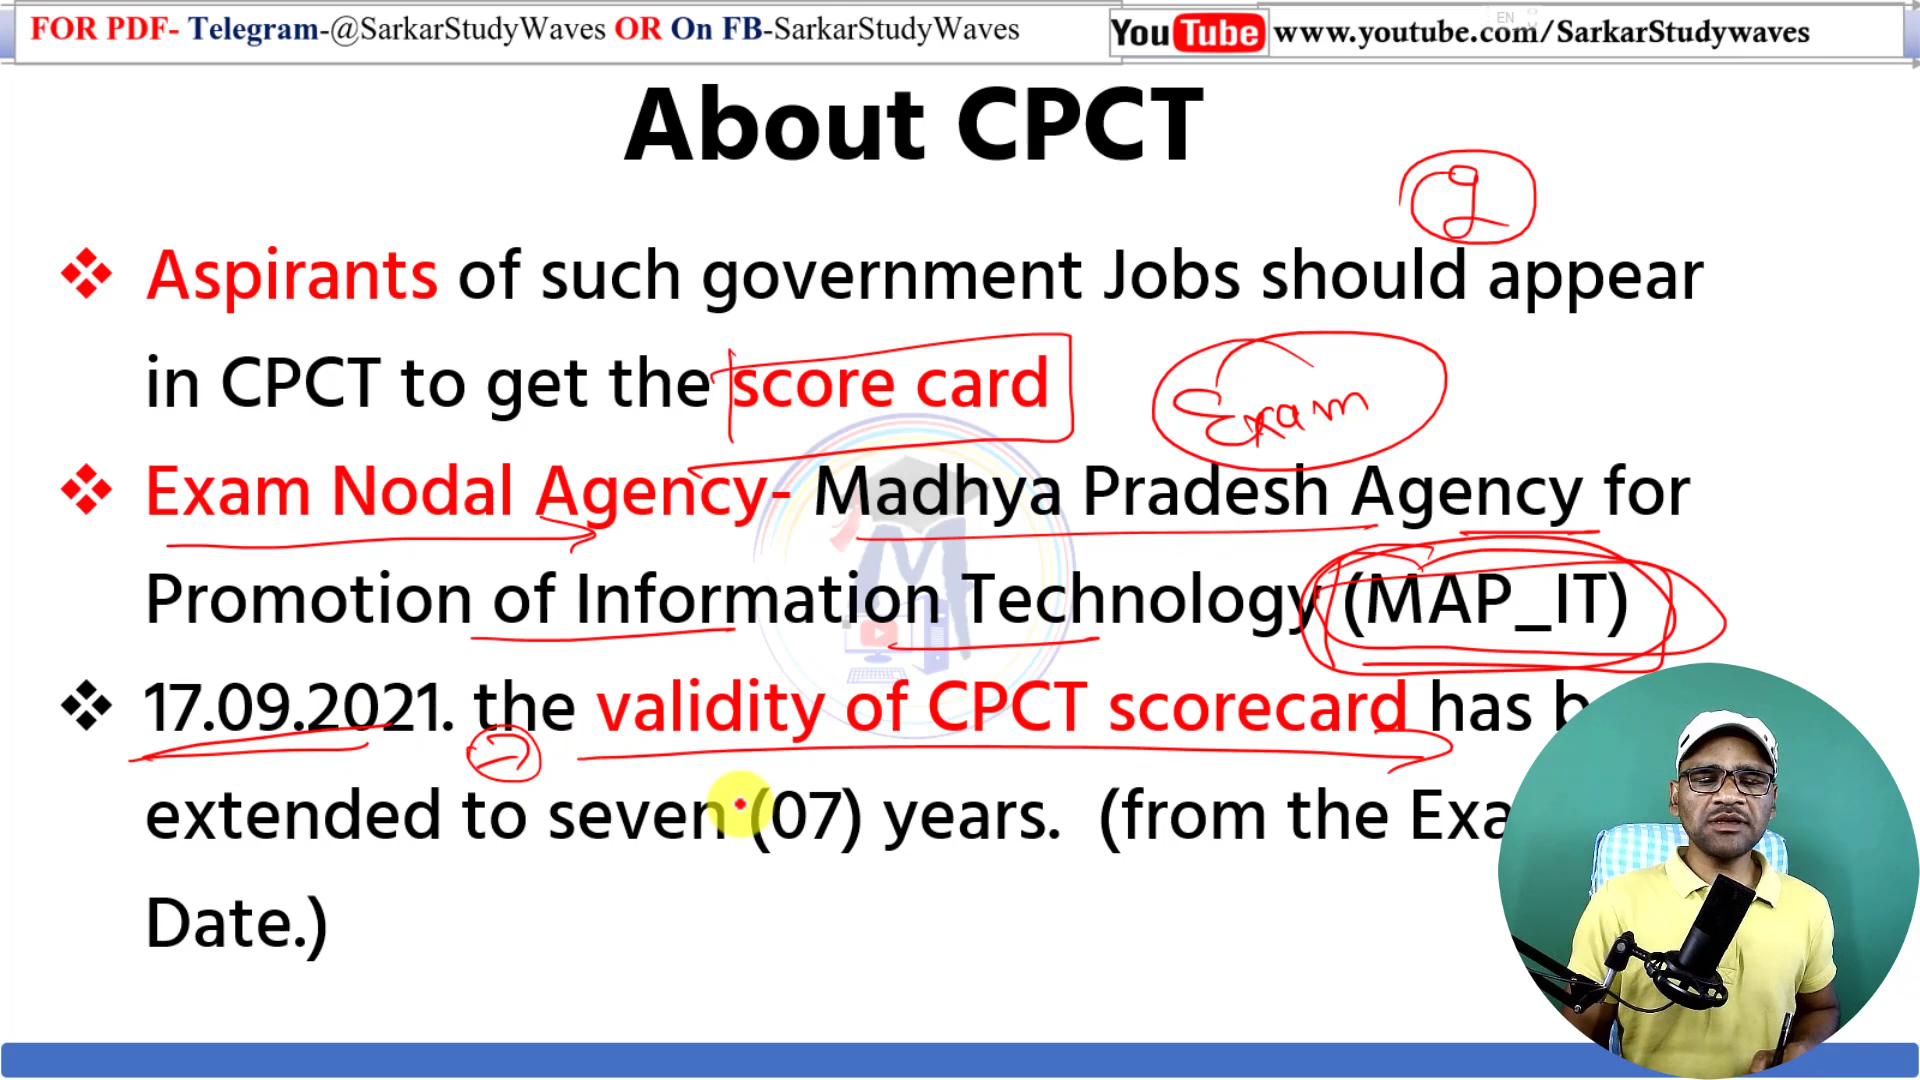 FOR PDF- Telegram-@SarkarStudyWaves OR On FB-SarkarStudyWaves
YouTube www.youtube.com/SarkarStudywaves
EN
About CPCT
❖ Aspirants of such government Jobs should appear
in CPCT to get the score card
Exam
❖ Exam Nodal Agency- Madhya Pradesh Agency for
Promotion of Information Technology (MAP_IT)
❖ 17.09.2021. the validity of CPCT scorecard has
extended to seven (07) years. (from the Exa
Date.)